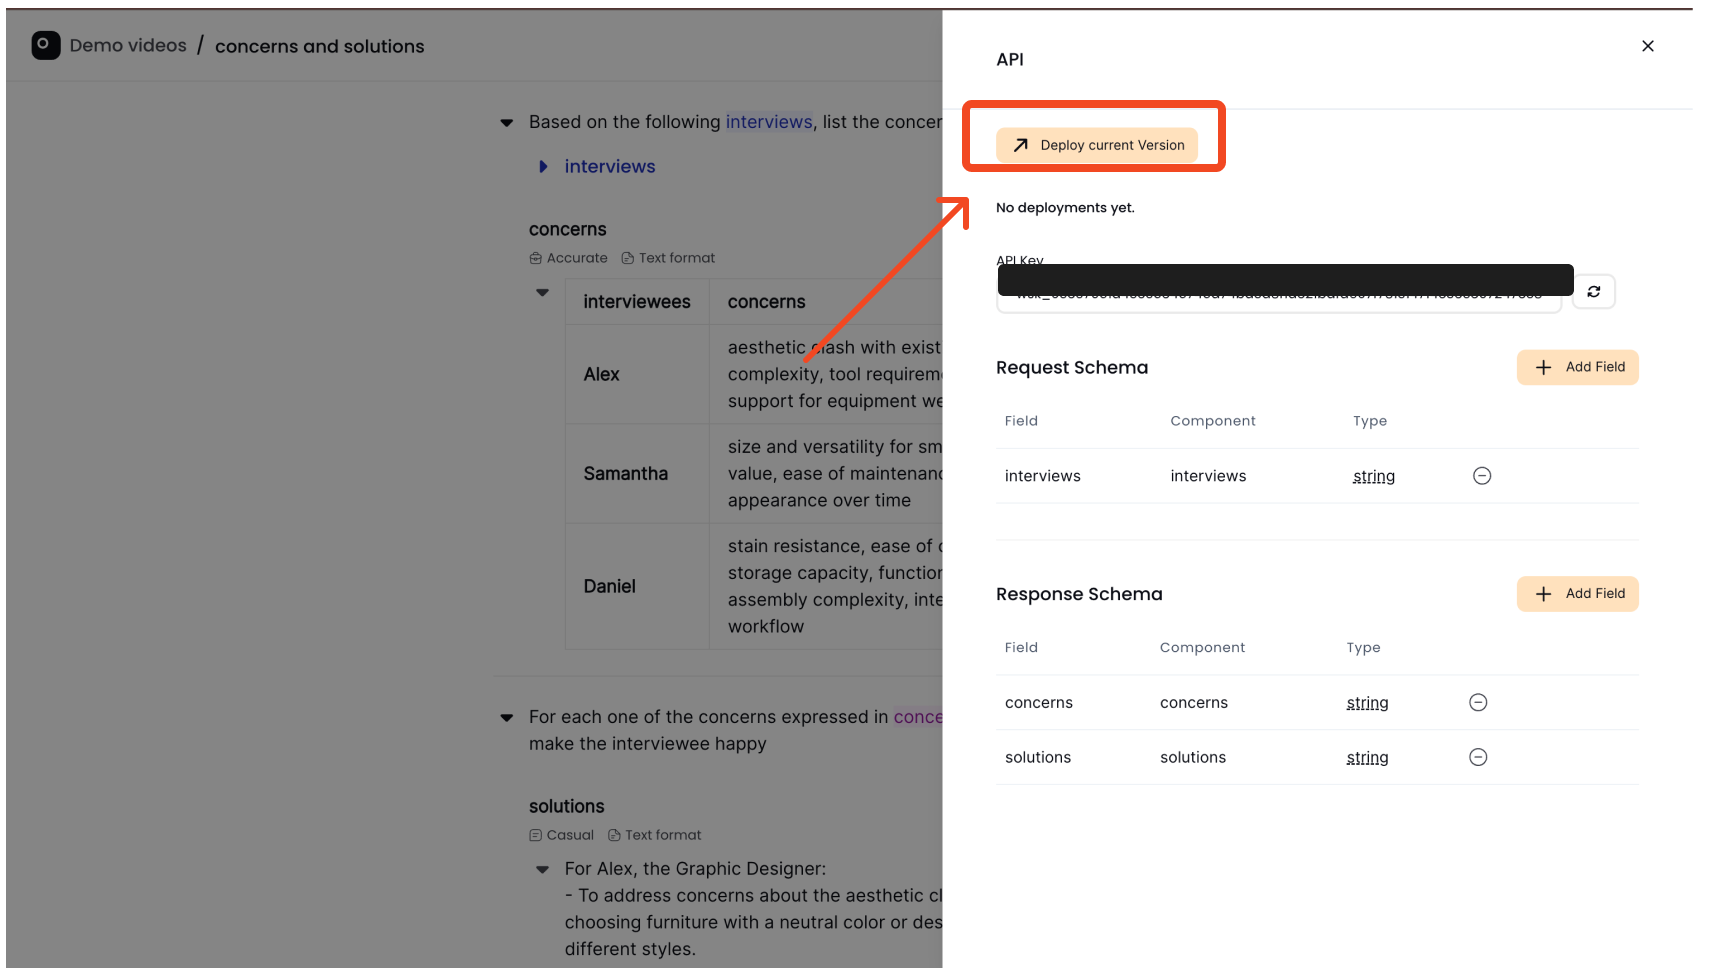 Demo videos / concerns and solutions
Based on the following interviews, list the concer
interviews
concerns
Accurate Text format
interviewees concerns
Alex
aesthetic clash with exist
complexity, tool requirem
support for equipment we
Samantha
size and versatility for sm
value, ease of maintenanc
appearance over time
Daniel
stain resistance, ease of c
storage capacity, function
assembly complexity, inte
workflow
For each one of the concerns expressed in conce
make the interviewee happy
solutions
Casual Text format
For Alex, the Graphic Designer:
- To address concerns about the aesthetic cl
choosing furniture with a neutral color or des
different styles.
API
Deploy current Version
No deployments yet.
API Key
Request Schema
Add Field
Field Component Type
interviews interviews string
Response Schema
Add Field
Field Component Type
concerns concerns string
solutions solutions string